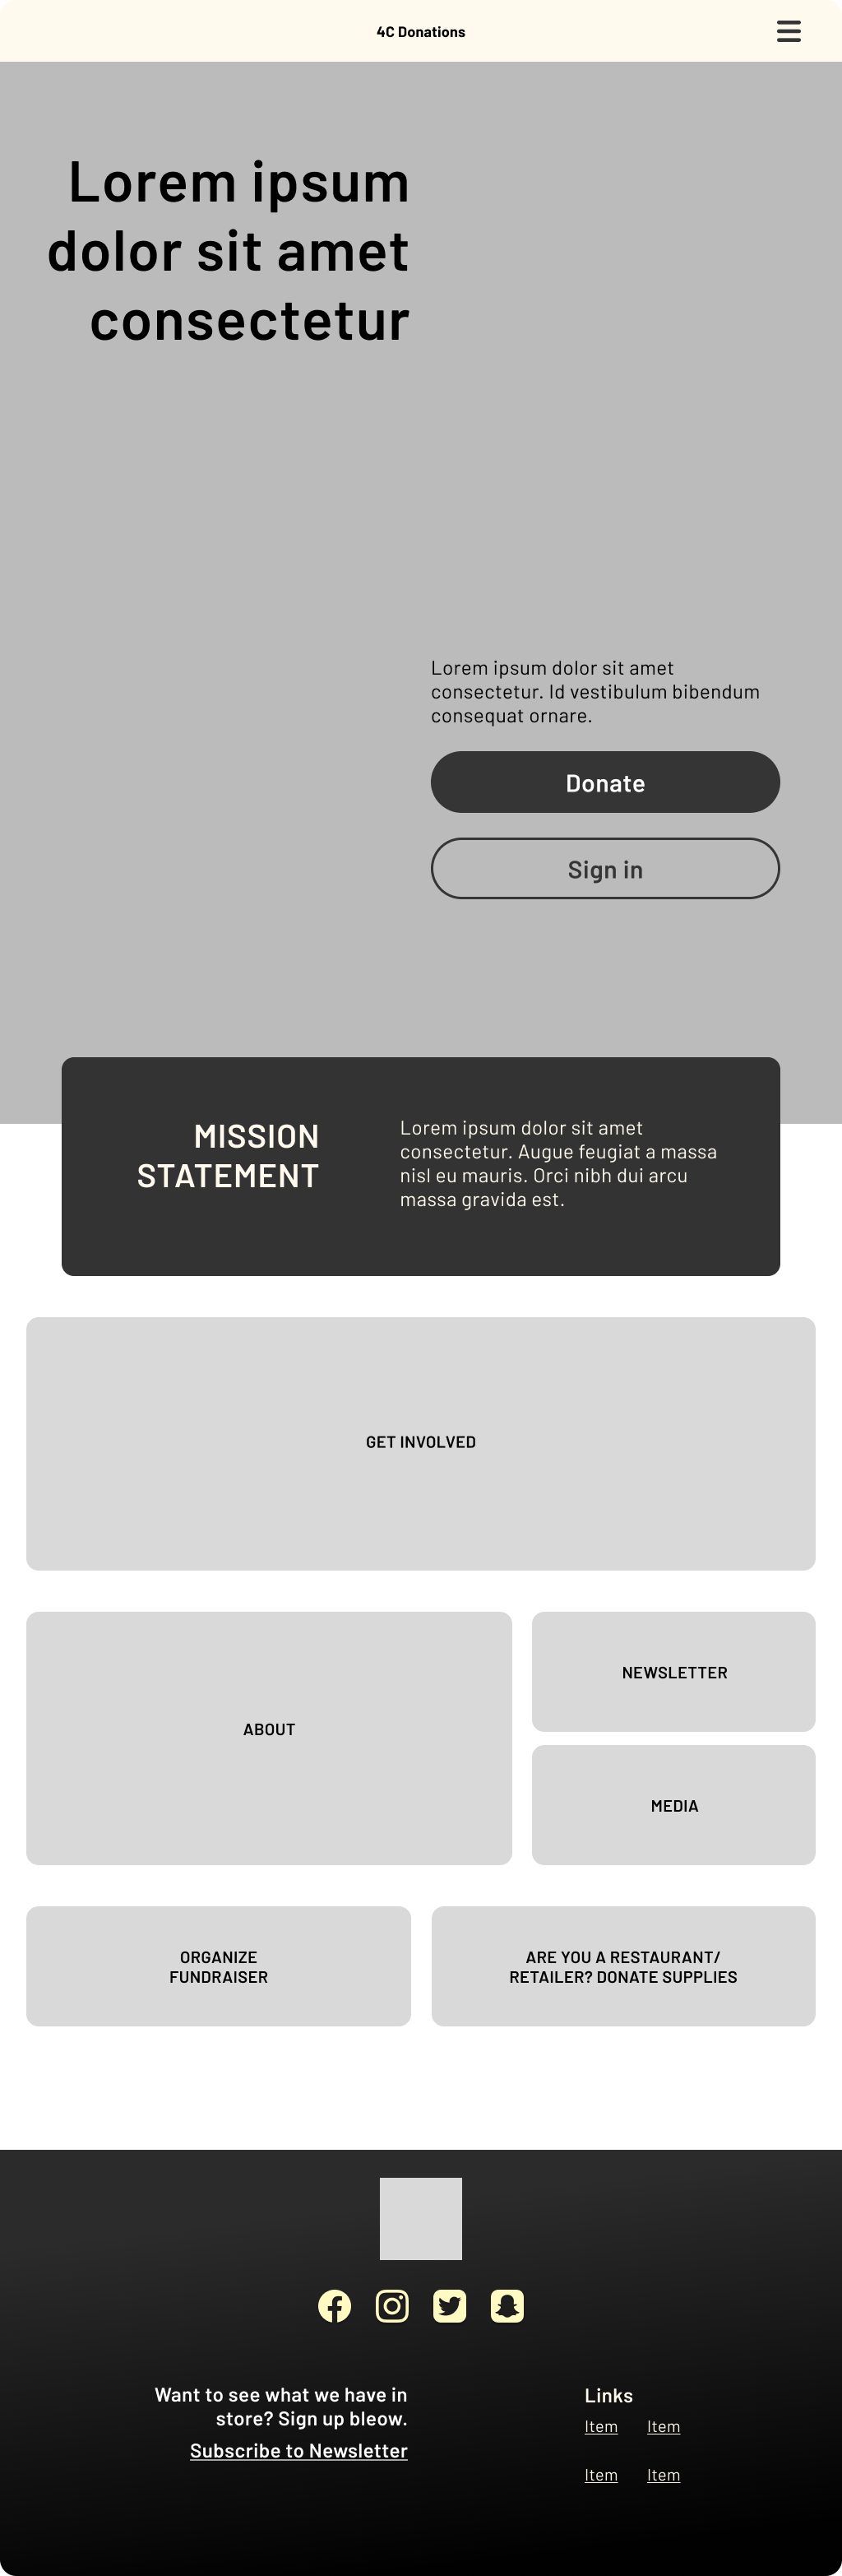 4C Donations
Lorem ipsum
dolor sit amet
consectetur
Lorem ipsum dolor sit amet
consectetur. Id vestibulum bibendum
consequat ornare.
Donate
Sign in
MISSION
STATEMENT
Lorem ipsum dolor sit amet
consectetur. Augue feugiat a massa
nisl eu mauris. Orci nibh dui arcu
massa gravida est.
GET INVOLVED
ABOUT
NEWSLETTER
MEDIA
ORGANIZE
FUNDRAISER
ARE YOU A RESTAURANT/
RETAILER? DONATE SUPPLIES
Want to see what we have in
store? Sign up bleow.
Subscribe to Newsletter
Links
Item Item
Item Item